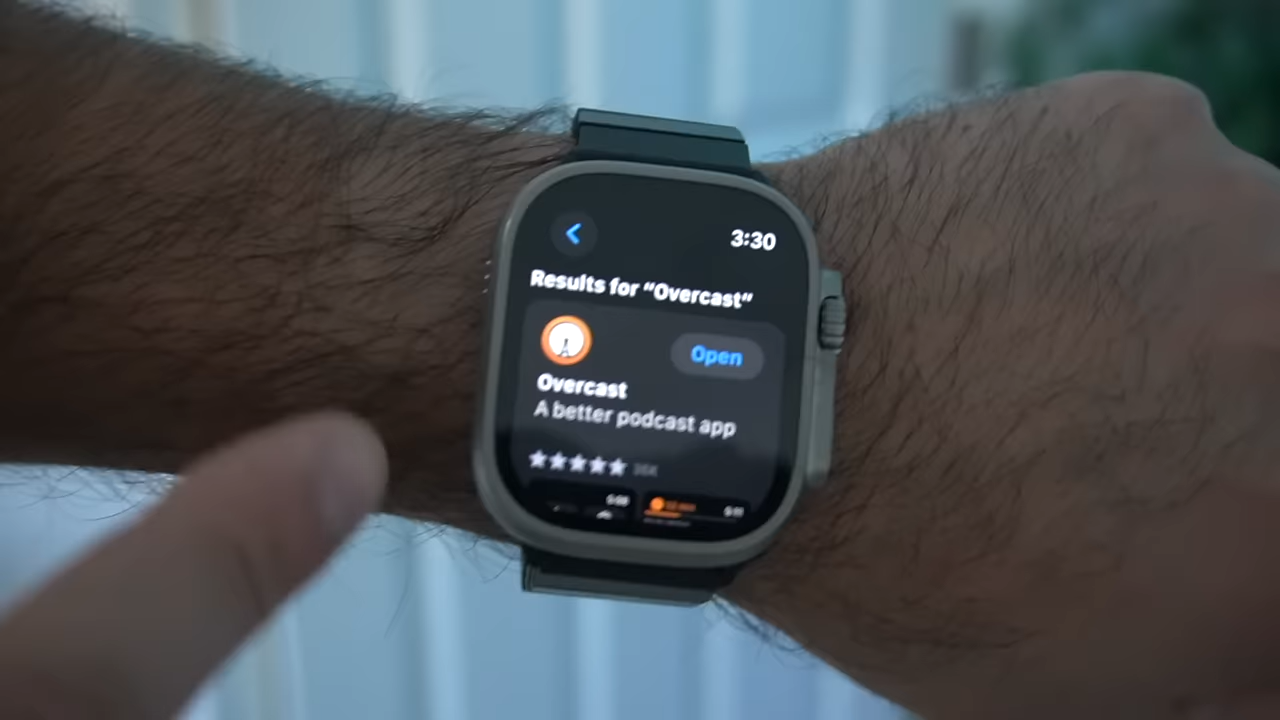 3:30
Results for “Overcast”
Open
Overcast
A better podcast app